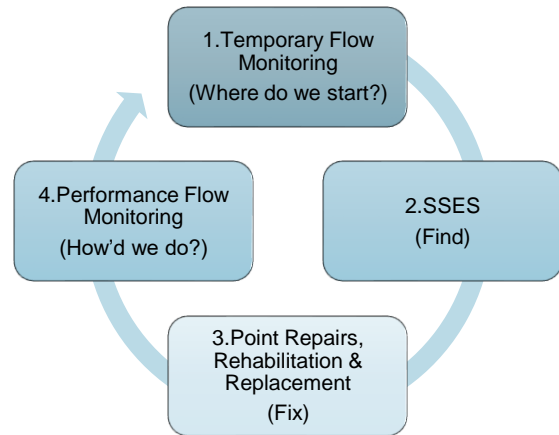 1.Temporary Flow
Monitoring
(Where do we start?)
2.SSES
(Find)
3.Point Repairs,
Rehabilitation &
Replacement
(Fix)
4.Performance Flow
Monitoring
(How’d we do?)